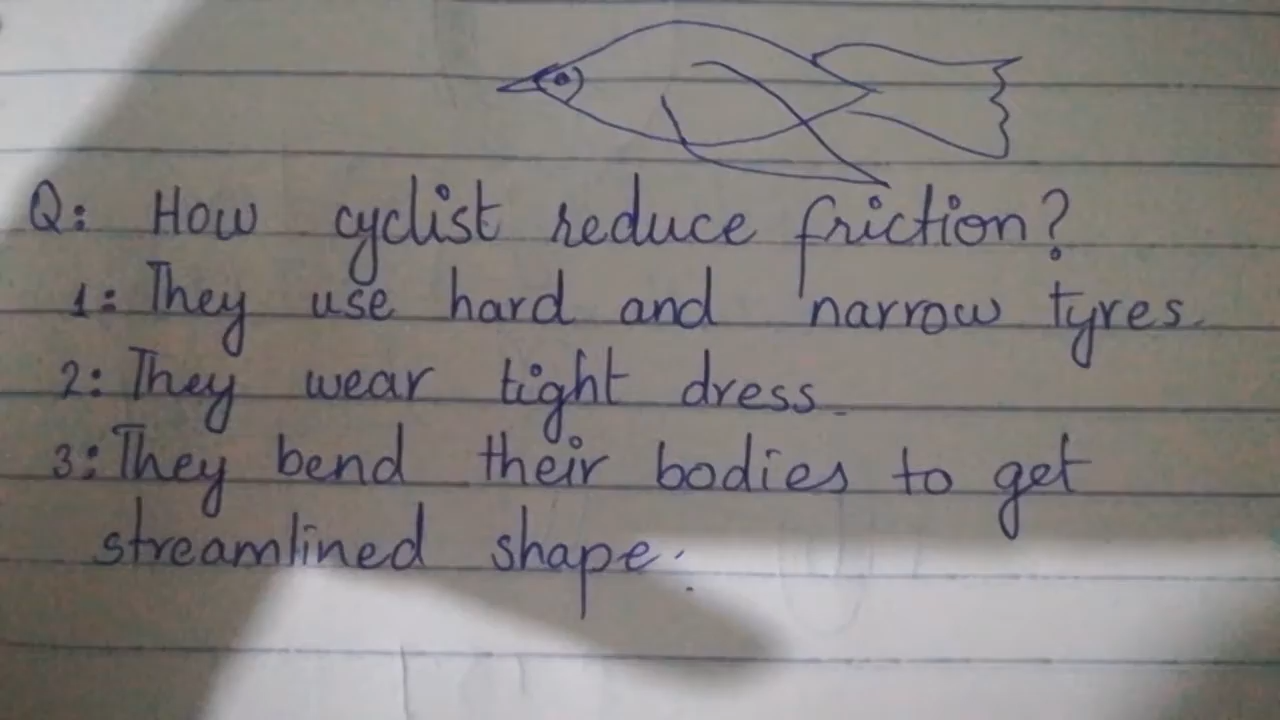 Q: How cyclist reduce friction?
1: They use hard and narrow tyres.
2: They wear tight dress.
3: They bend their bodies to get
streamlined shape.